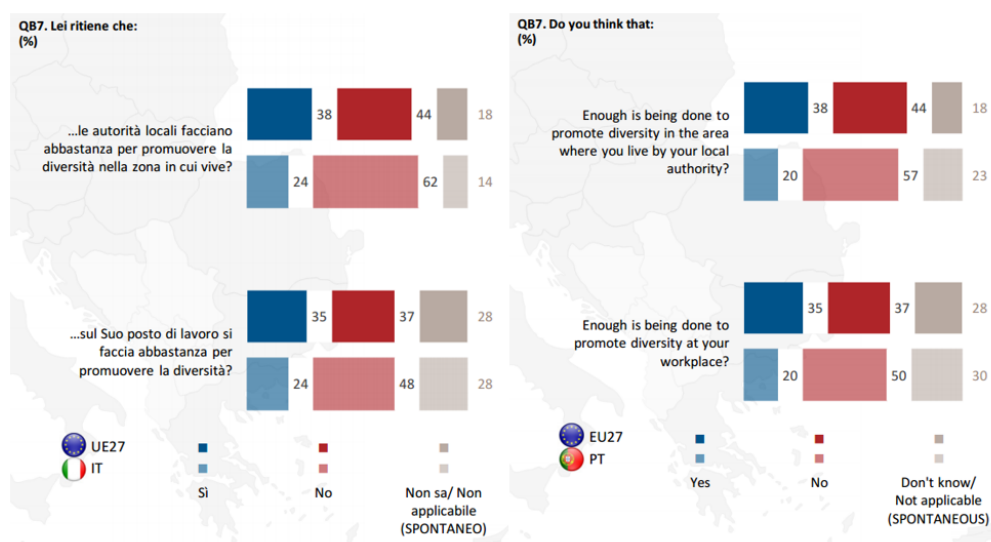 QB7. Lei ritiene che:
(%)
...le autorità locali facciano
abbastanza per promuovere la
diversità nella zona in cui vive?
38 44 18
24 62 14
...sul Suo posto di lavoro si
faccia abbastanza per
promuovere la diversità?
35 37 28
24 48 28
UE27
IT
Sì
No
Non sa/ Non
applicabile
(SPONTANEO)
QB7. Do you think that:
(%)
Enough is being done to
promote diversity in the area
where you live by your local
authority?
38 44 18
20 57 23
Enough is being done to
promote diversity at your
workplace?
35 37 28
20 50 30
EU27
PT
Yes
No
Don't know/
Not applicable
(SPONTANEOUS)